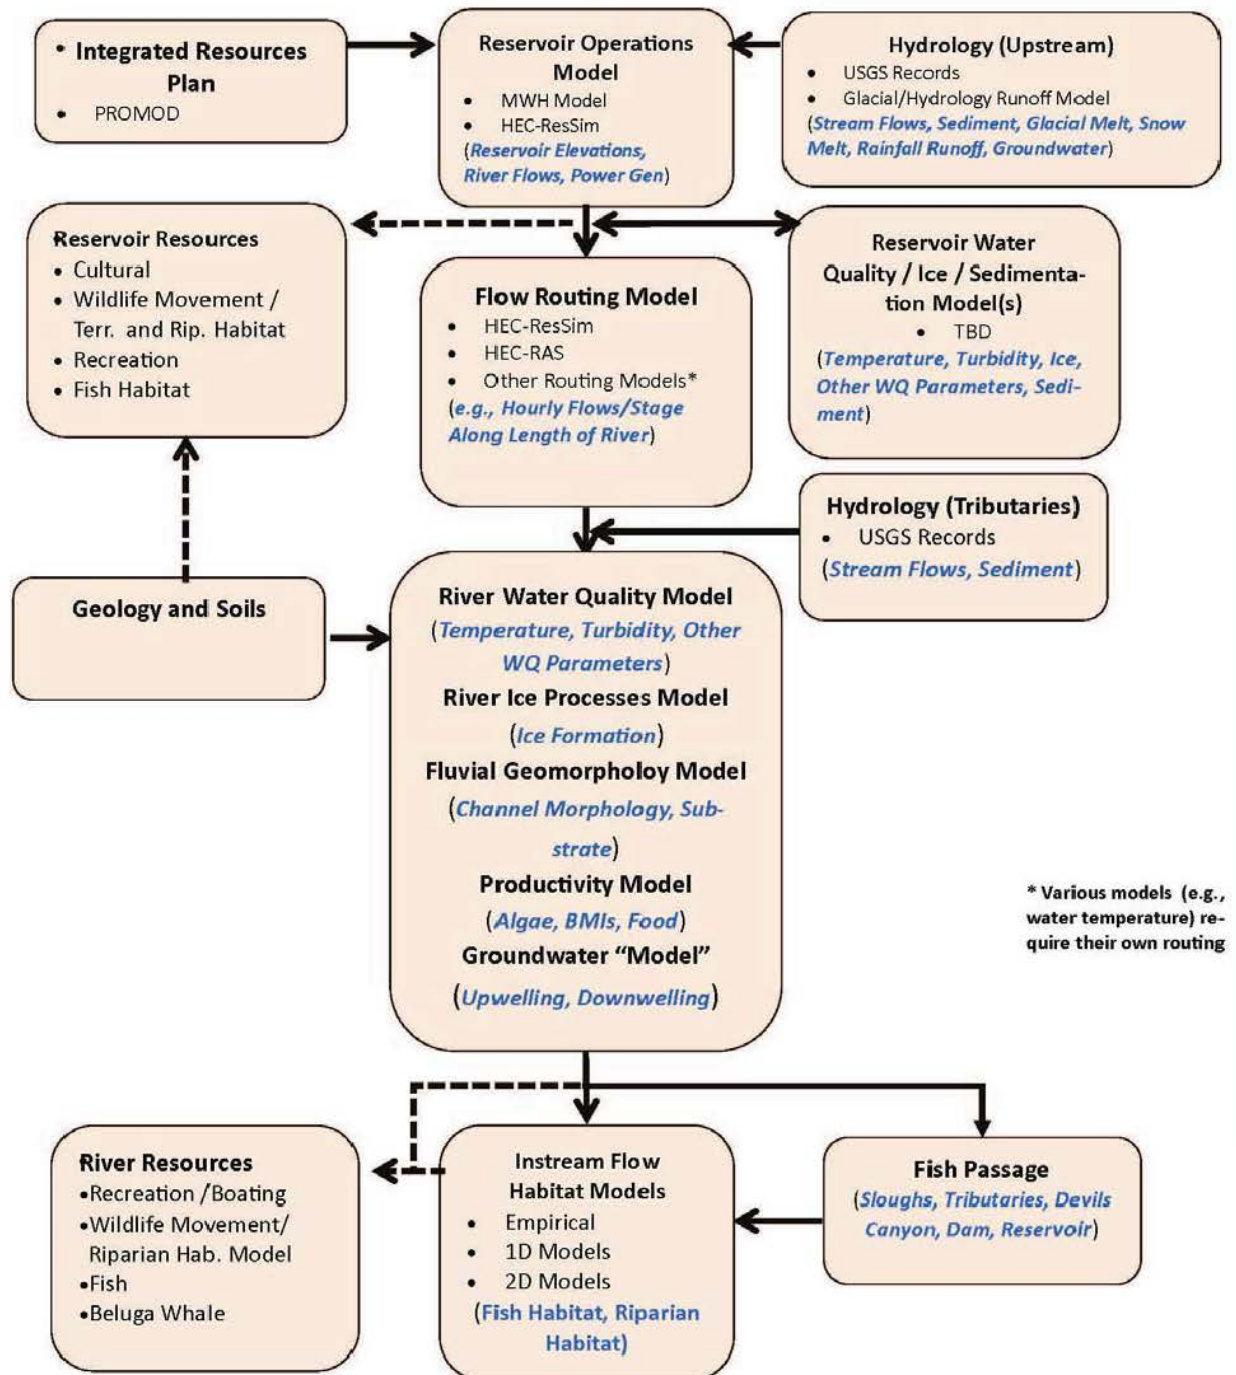 • Integrated Resources
Plan
• PROMOD
Reservoir Operations
Model
• MWH Model
• HEC-ResSim
(Reservoir Elevations,
River Flows, Power Gen)
Hydrology (Upstream)
• USGS Records
• Glacial/Hydrology Runoff Model
(Stream Flows, Sediment, Glacial Melt, Snow
Melt, Rainfall Runoff, Groundwater)
Reservoir Resources
• Cultural
• Wildlife Movement /
Terr. and Rip. Habitat
• Recreation
• Fish Habitat
Flow Routing Model
• HEC-ResSim
• HEC-RAS
• Other Routing Models*
(e.g., Hourly Flows/Stage
Along Length of River)
Reservoir Water
Quality / Ice / Sedimenta-
tion Model(s)
• TBD
(Temperature, Turbidity, Ice,
Other WQ Parameters, Sedi-
ment)
Hydrology (Tributaries)
• USGS Records
(Stream Flows, Sediment)
Geology and Soils
River Water Quality Model
(Temperature, Turbidity, Other
WQ Parameters)
River Ice Processes Model
(Ice Formation)
Fluvial Geomorpholoy Model
(Channel Morphology, Sub-
strate)
Productivity Model
(Algae, BMIs, Food)
Groundwater “Model”
(Upwelling, Downwelling)
* Various models (e.g.,
water temperature) re-
quire their own routing
River Resources
•Recreation /Boating
•Wildlife Movement/
Riparian Hab. Model
•Fish
•Beluga Whale
Instream Flow
Habitat Models
• Empirical
• 1D Models
• 2D Models
(Fish Habitat, Riparian
Habitat)
Fish Passage
(Sloughs, Tributaries, Devils
Canyon, Dam, Reservoir)